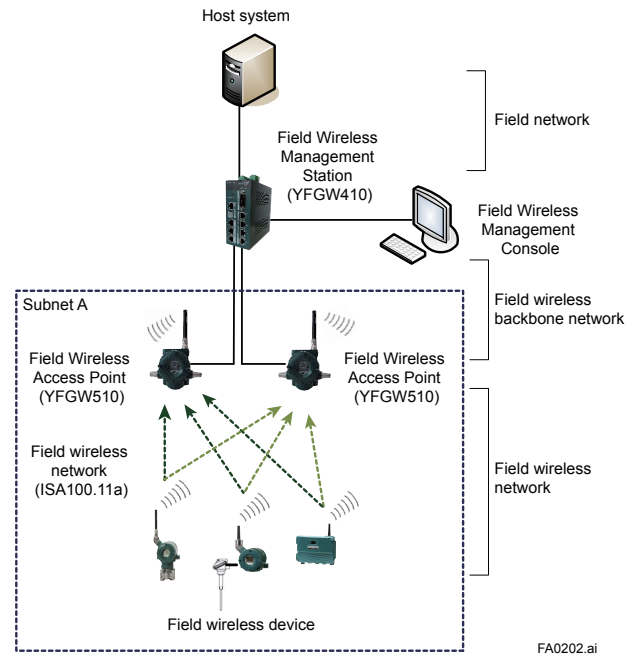 Host system
Field network
Field Wireless
Management
Station
(YFGW410)
Field Wireless
Management
Console
Field wireless
backbone network
Subnet A
Field Wireless
Access Point
(YFGW510)
Field Wireless
Access Point
(YFGW510)
Field wireless
network
(ISA100.11a)
Field wireless
network
Field wireless device
FA0202.ai